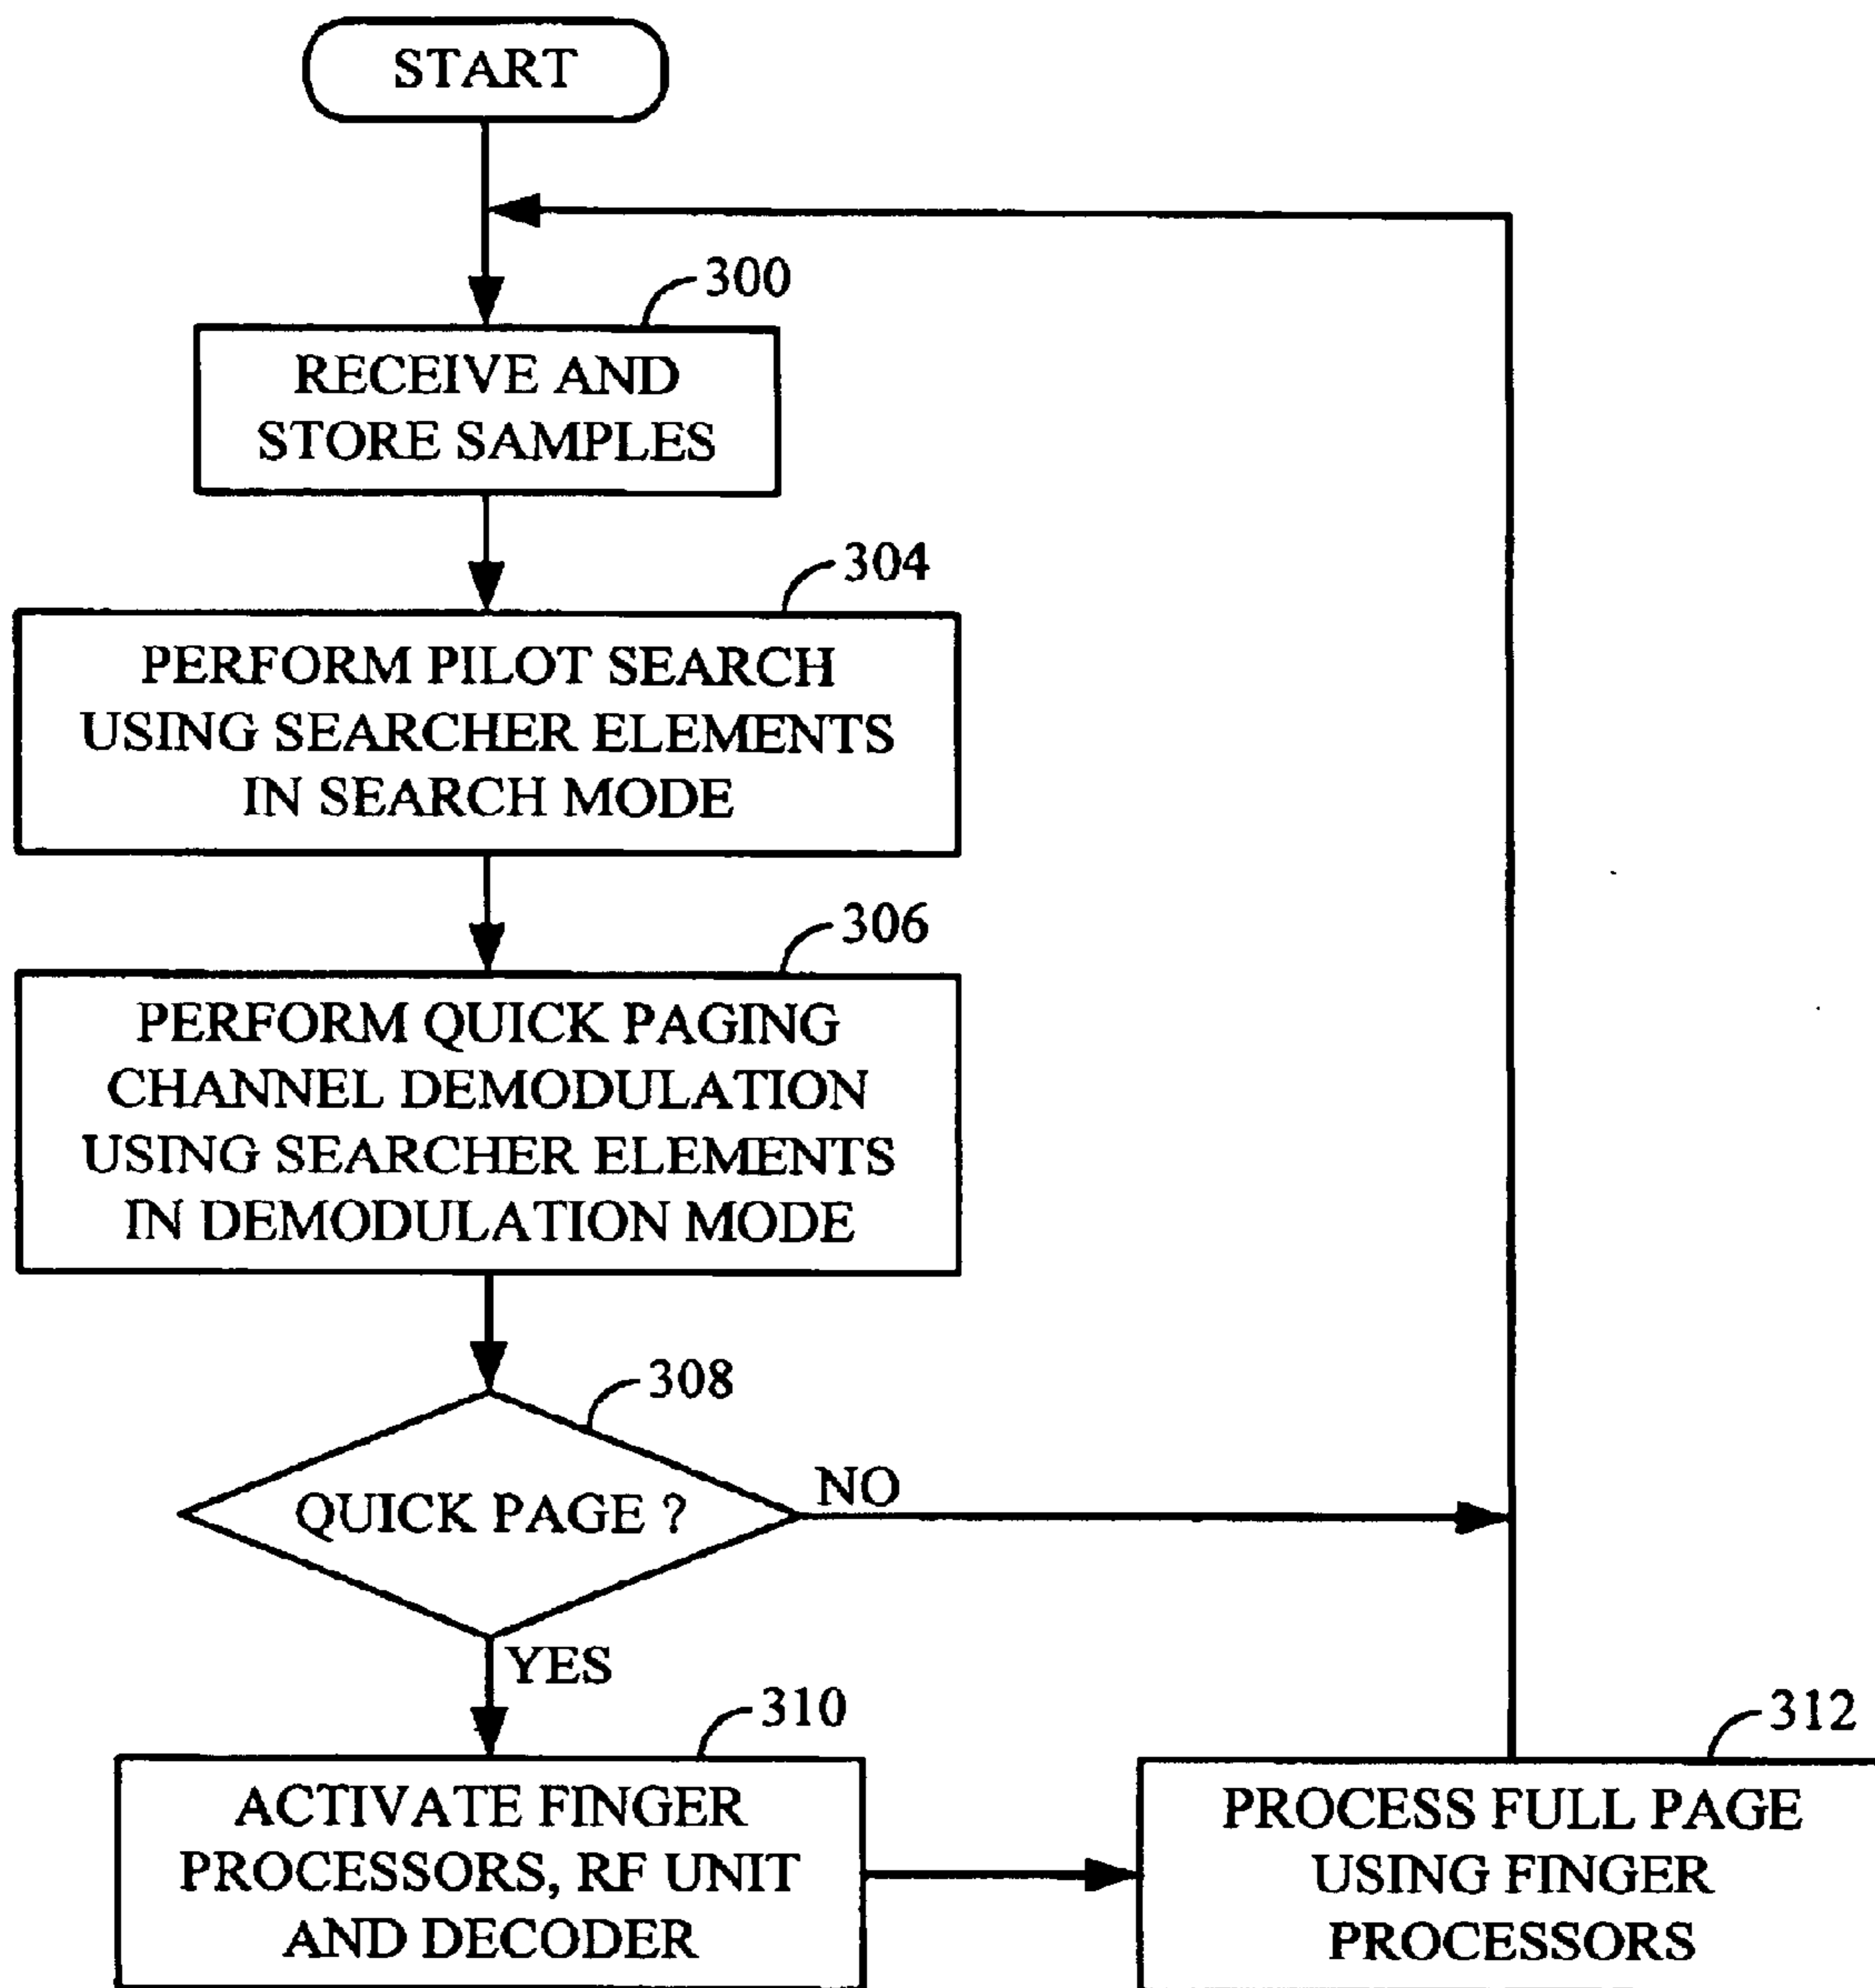 START
300
RECEIVE AND
STORE SAMPLES
304
PERFORM PILOT SEARCH
USING SEARCHER ELEMENTS
IN SEARCH MODE
306
PERFORM QUICK PAGING
CHANNEL DEMODULATION
USING SEARCHER ELEMENTS
IN DEMODULATION MODE
308
QUICK PAGE ?
NO
YES
310
ACTIVATE FINGER
PROCESSORS, RF UNIT
AND DECODER
312
PROCESS FULL PAGE
USING FINGER
PROCESSORS